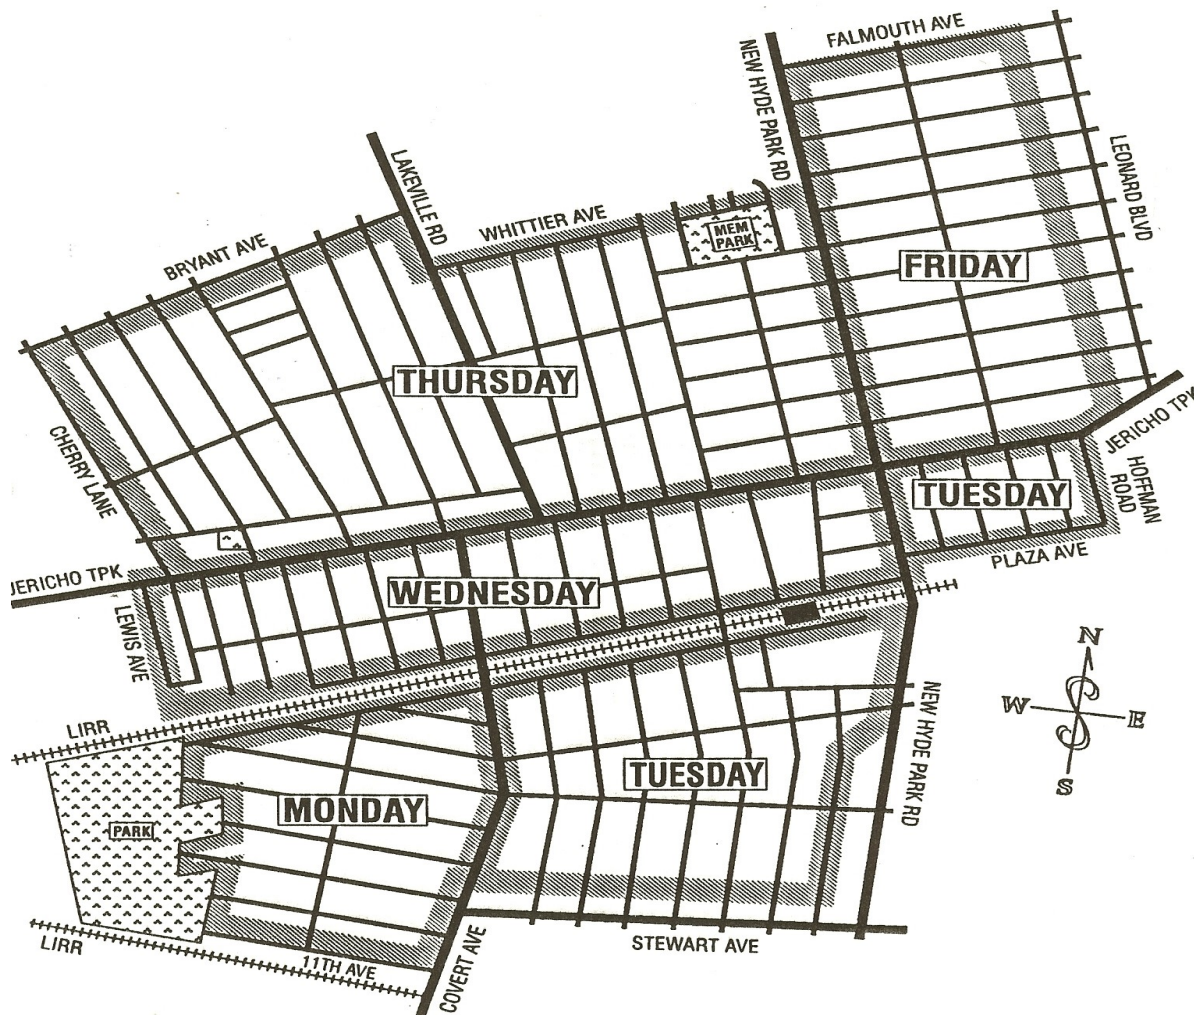 FALMOUTH AVE
NEW HYDE PARK RD
LAKEVILLE RD
LEONARD BLVD
WHITTIER AVE
BRYANT AVE
MEM
PARK
FRIDAY
THURSDAY
CHERRY LANE
JERICHO TPK
HOFFMAN
ROAD
TUESDAY
PLAZA AVE
JERICHO TPK
WEDNESDAY
LEWIS AVE
N
W
E
S
LIRR
NEW HYDE PARK RD
TUESDAY
MONDAY
PARK
LIRR
11TH AVE
COVERT AVE
STEWART AVE